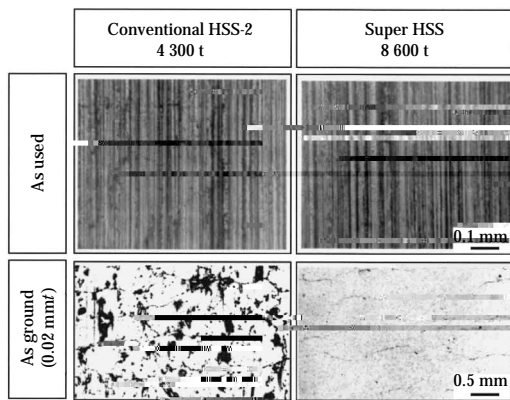 Conventional HSS-2
4 300 t
Super HSS
8 600 t
As used
0.1 mm
As ground
(0.02 mmt)
0.5 mm